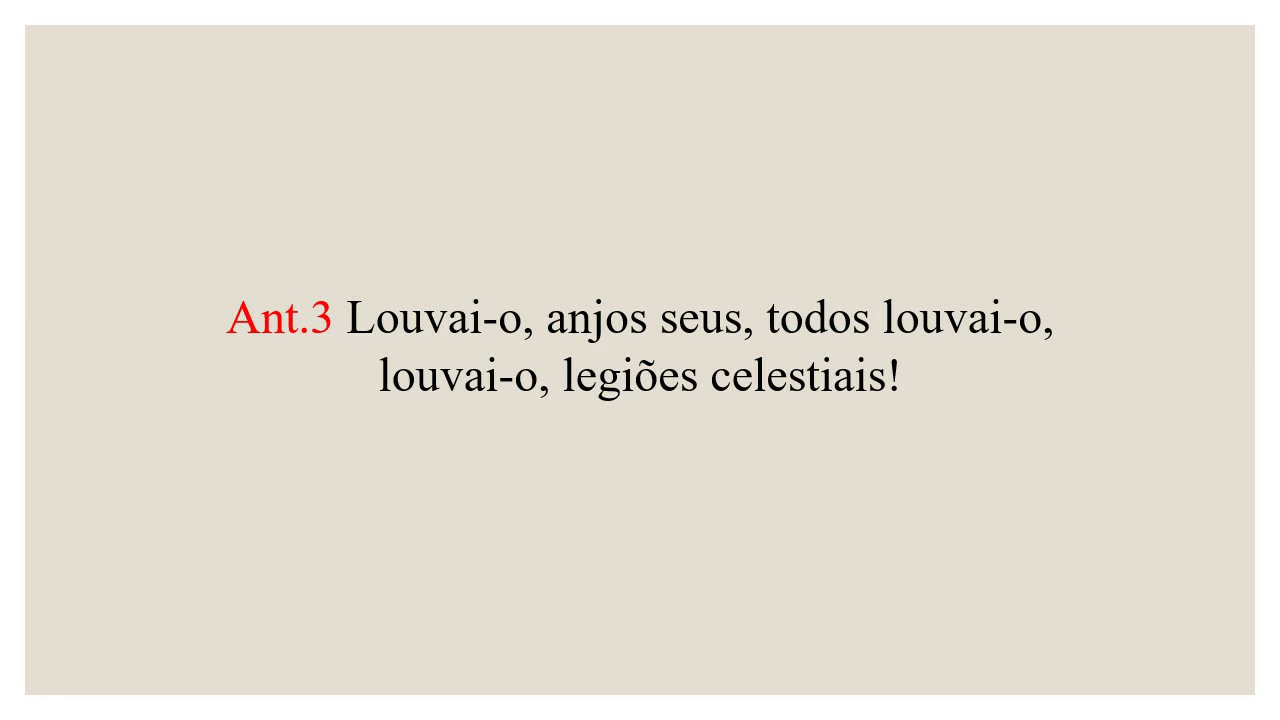 Ant.3 Louvai-o, anjos seus, todos louvai-o,
louvai-o, legiões celestiais!